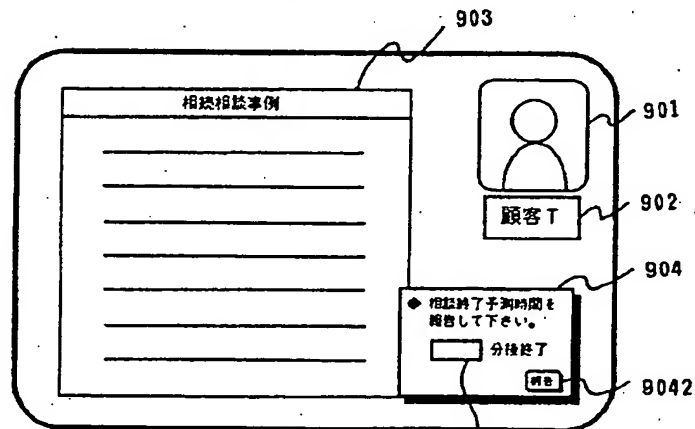 903
相続相談事例
901
902
顧客T
904
◆ 相談終了予測時間を
報告して下さい。
分後終了
報告
9042